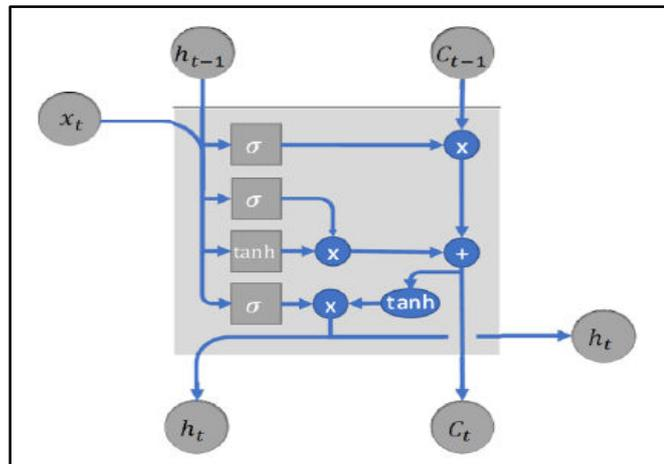 h_{t-1} C_{t-1}
x_t
σ x
σ
tanh x +
σ x tanh
h_t
h_t C_t